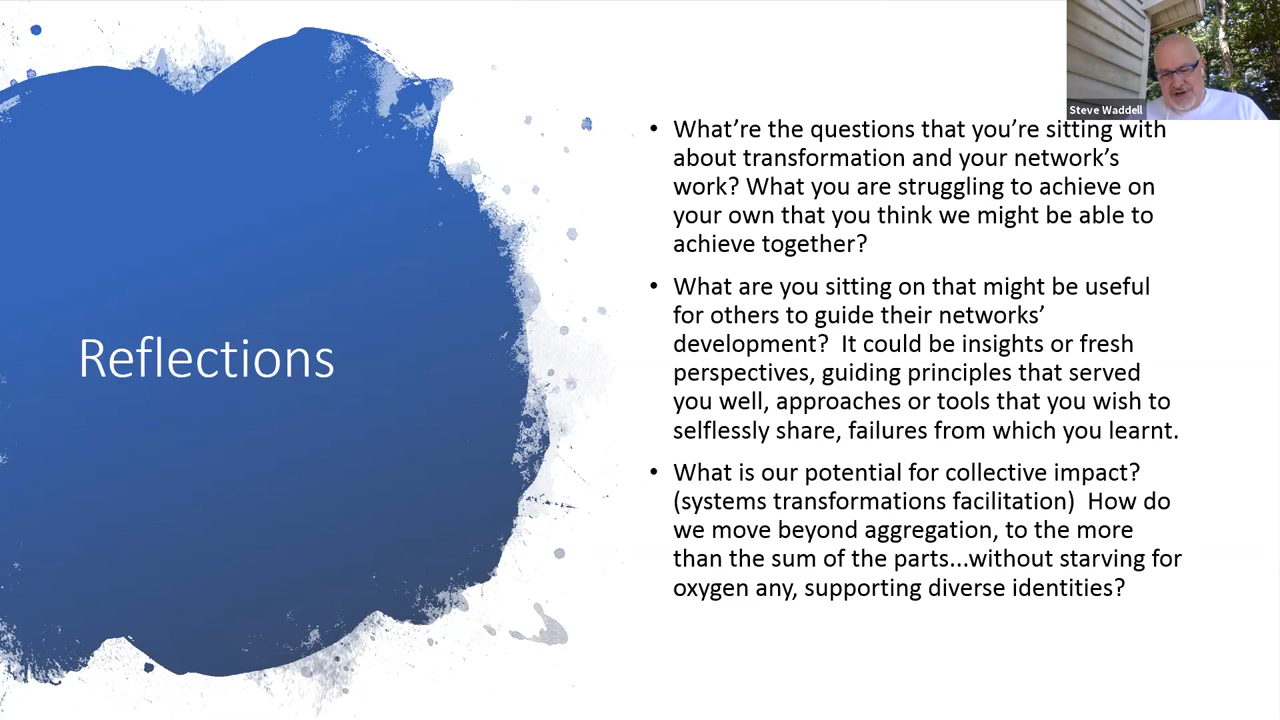 Steve Waddell
Reflections
• What’re the questions that you’re sitting with
about transformation and your network’s
work? What you are struggling to achieve on
your own that you think we might be able to
achieve together?
• What are you sitting on that might be useful
for others to guide their networks’
development?  It could be insights or fresh
perspectives, guiding principles that served
you well, approaches or tools that you wish to
selflessly share, failures from which you learnt.
• What is our potential for collective impact?
(systems transformations facilitation)  How do
we move beyond aggregation, to the more
than the sum of the parts…without starving for
oxygen any, supporting diverse identities?